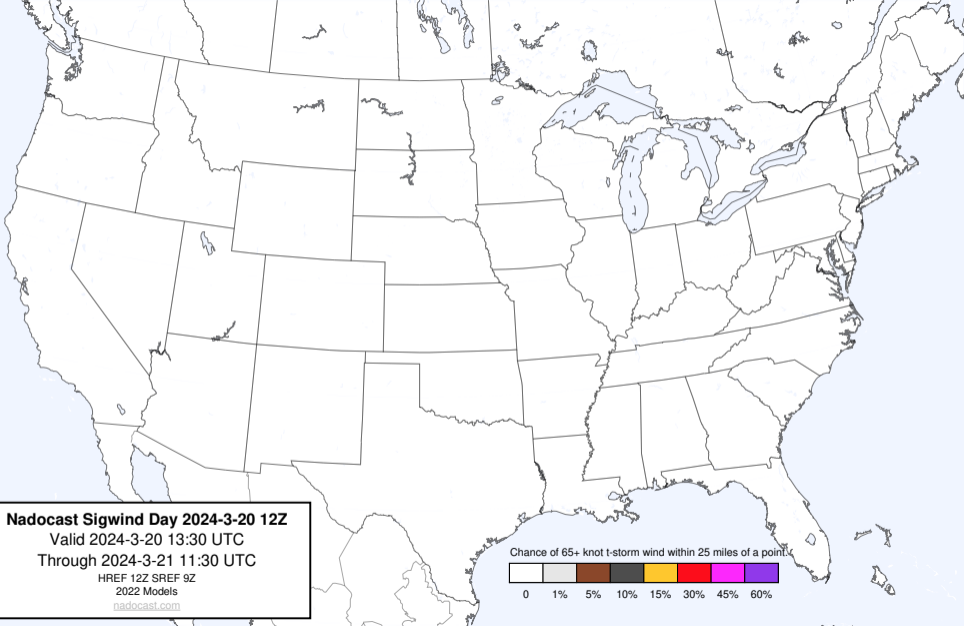 Nadocast Sigwind Day 2024-3-20 12Z
Valid 2024-3-20 13:30 UTC
Through 2024-3-21 11:30 UTC
HREF 12Z SREF 9Z
2022 Models
nadocast.com
Chance of 65+ knot t-storm wind within 25 miles of a point.
0 1% 5% 10% 15% 30% 45% 60%